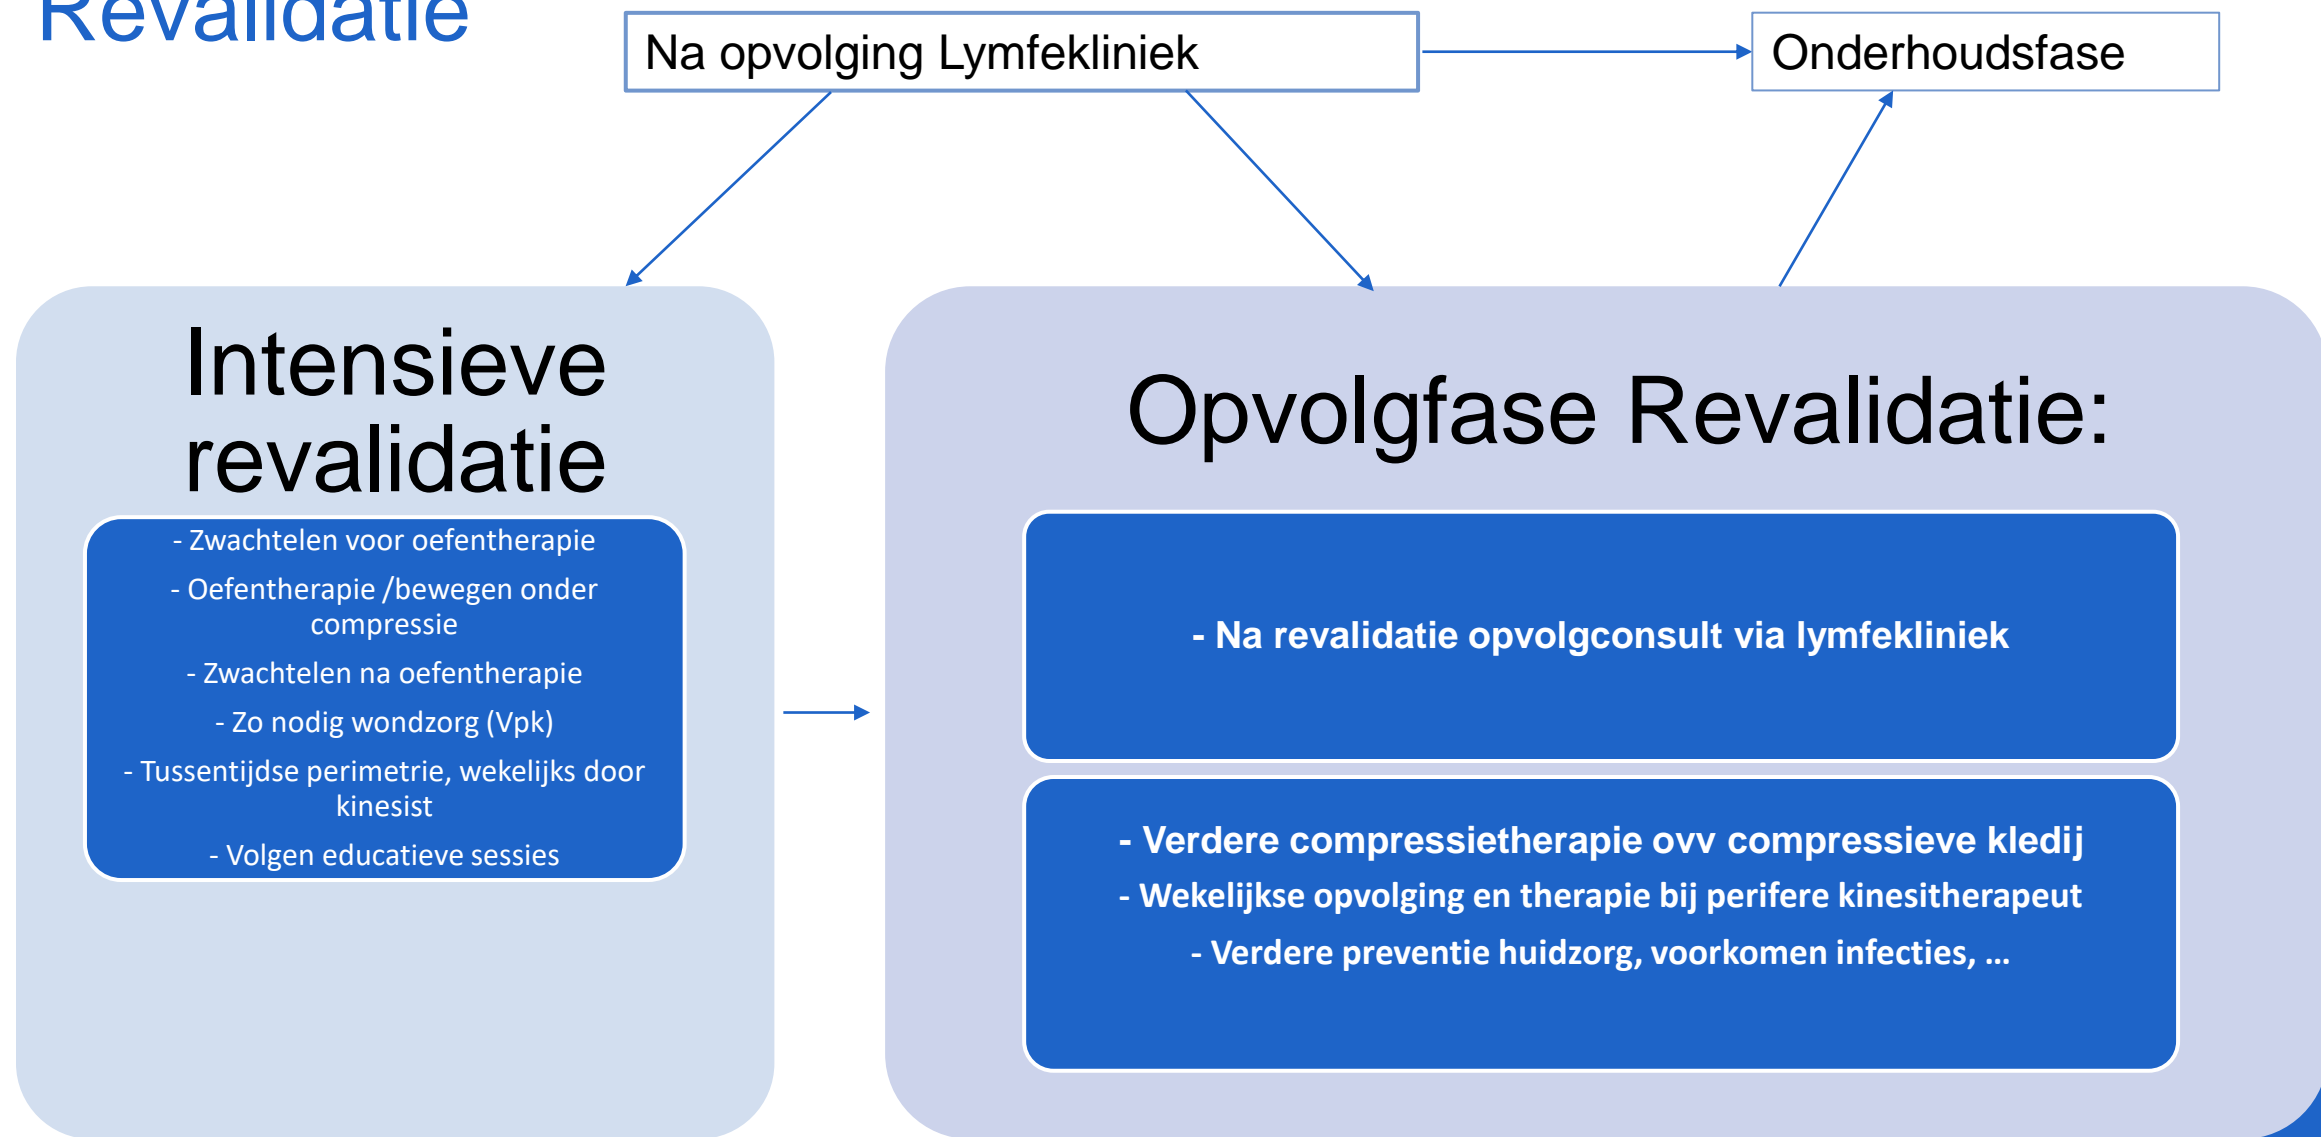 Revalidatie
Na opvolging Lymfekliniek
Onderhoudsfase
Intensieve
revalidatie
- Zwachtelen voor oefentherapie
- Oefentherapie /bewegen onder
compressie
- Zwachtelen na oefentherapie
- Zo nodig wondzorg (Vpk)
- Tussentijdse perimetrie, wekelijks door
kinesist
- Volgen educatieve sessies
Opvolgfase Revalidatie:
- Na revalidatie opvolgconsult via lymfekliniek
- Verdere compressietherapie ovv compressieve kledij
- Wekelijkse opvolging en therapie bij perifere kinesitherapeut
- Verdere preventie huidzorg, voorkomen infecties, ...